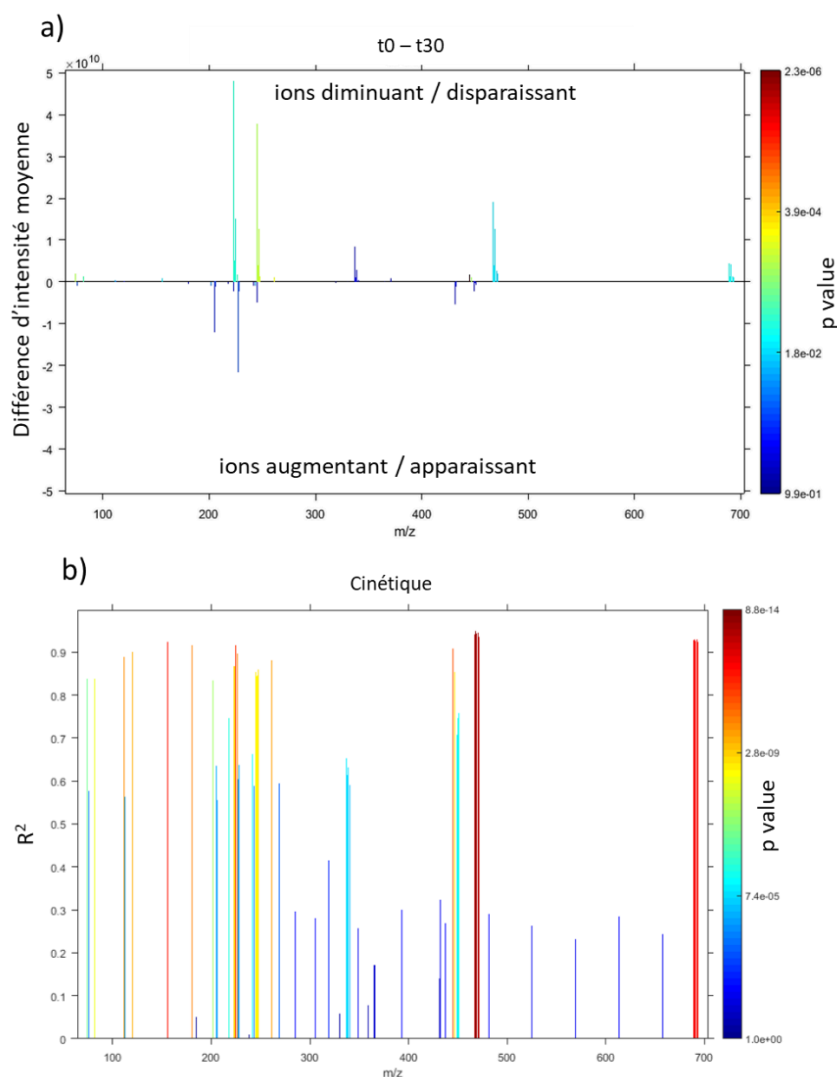 a)
t0 – t30
×10^10
ions diminuant / disparaissant
5
4
3
2
1
0
-1
-2
-3
-4
-5
Différence d'intensité moyenne
ions augmentant / apparaissant
100 200 300 400 500 600 700
m/z
2.3e-06
3.9e-04
1.8e-02
9.9e-01
p value
b)
Cinétique
0.9
0.8
0.7
0.6
0.5
0.4
0.3
0.2
0.1
0
R²
100 200 300 400 500 600 700
m/z
8.8e-14
2.8e-09
7.4e-05
1.0e+00
p value